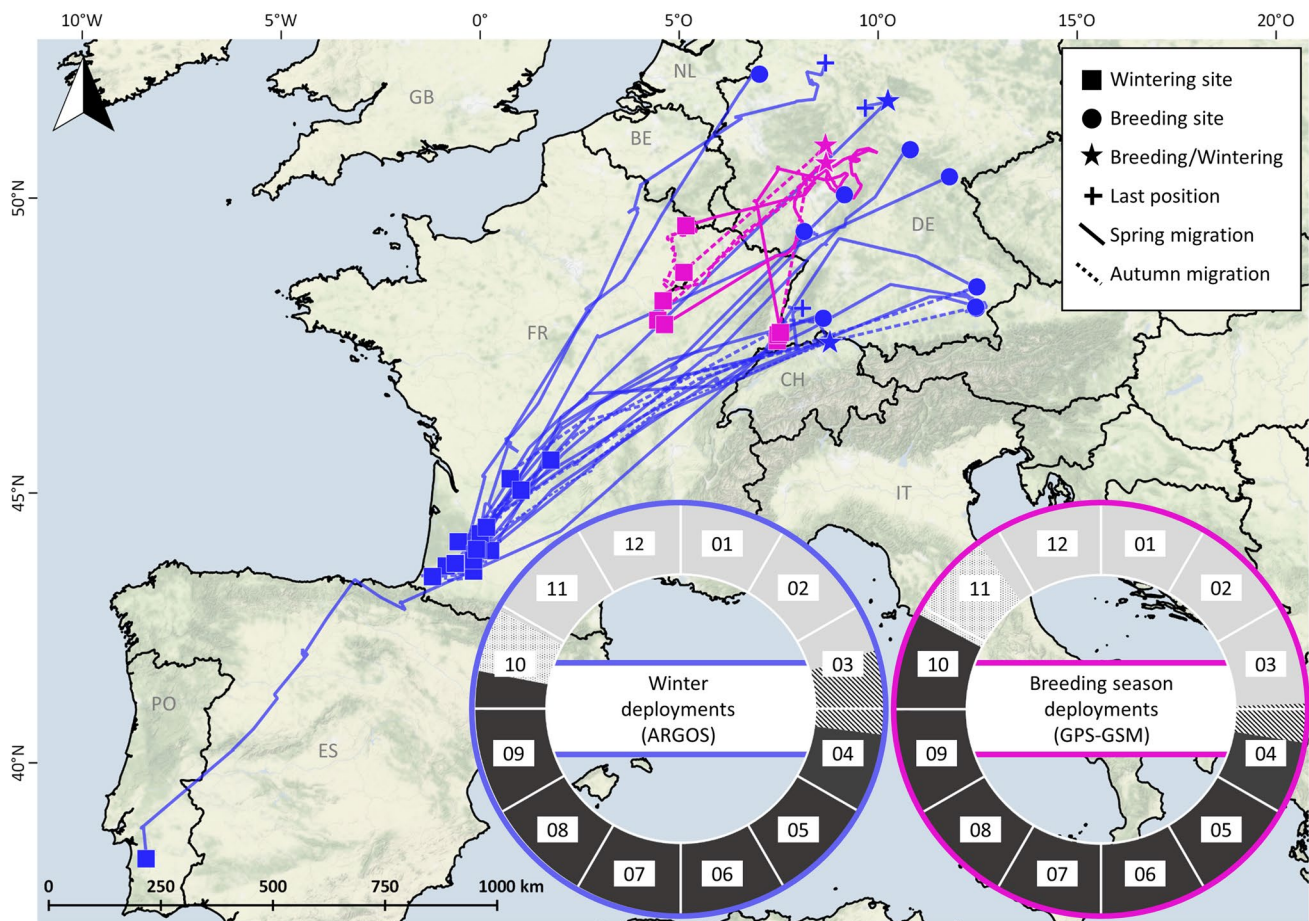 10°W 5°W 0° 5°E 10°E 15°E 20°O
Wintering site
Breeding site
Breeding/Wintering
Last position
Spring migration
Autumn migration
NL
GB
BE
50°N
DE
FR
CH
45°N
IT
PO
ES
40°N
12 01
11 02
10 03
09 04
08 05
07 06
Winter
deployments
(ARGOS)
12 01
11 02
10 03
09 04
08 05
07 06
Breeding season
deployments
(GPS-GSM)
0 250 500 750 1000 km